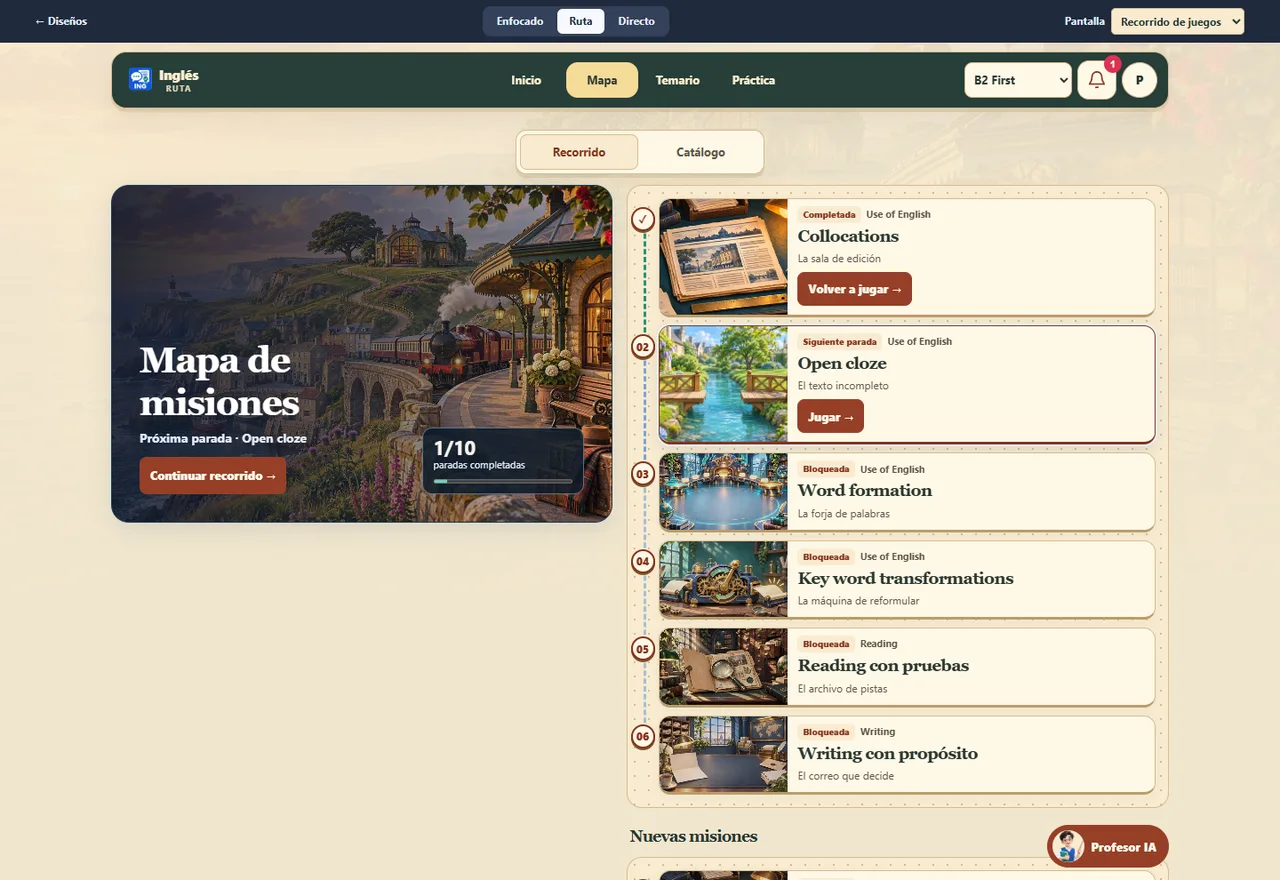 ← Diseños
Enfocado
Ruta
Directo
Pantalla
Recorrido de juegos
ING
Inglés
RUTA
Inicio
Mapa
Temario
Práctica
B2 First
1
P
Recorrido
Catálogo
Mapa de
misiones
Próxima parada · Open cloze
Continuar recorrido →
1/10
paradas completadas
✓
Completada Use of English
Collocations
La sala de edición
Volver a jugar →
02
Siguiente parada Use of English
Open cloze
El texto incompleto
Jugar →
03
Bloqueada Use of English
Word formation
La forja de palabras
04
Bloqueada Use of English
Key word transformations
La máquina de reformular
05
Bloqueada Reading
Reading con pruebas
El archivo de pistas
06
Bloqueada Writing
Writing con propósito
El correo que decide
Nuevas misiones
Profesor IA